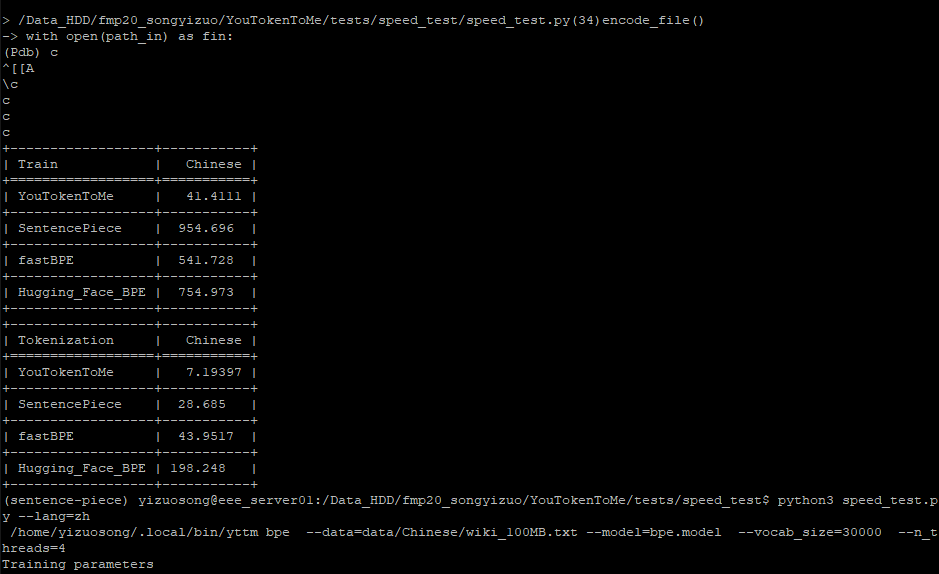 > /Data_HDD/fmp20_songyizuo/YouTokenToMe/tests/speed_test/speed_test.py(34)encode_file()
-> with open(path_in) as fin:
(Pdb) c
^[[A
\c
c
c
c
+------------------+-----------+
| Train            |   Chinese |
+==================+===========+
| YouTokenToMe     |   41.4111 |
+------------------+-----------+
| SentencePiece    |  954.696  |
+------------------+-----------+
| fastBPE          |  541.728  |
+------------------+-----------+
| Hugging_Face_BPE |  754.973  |
+------------------+-----------+
+------------------+-----------+
| Tokenization     |   Chinese |
+==================+===========+
| YouTokenToMe     |   7.19397 |
+------------------+-----------+
| SentencePiece    |  28.685   |
+------------------+-----------+
| fastBPE          |  43.9517  |
+------------------+-----------+
| Hugging_Face_BPE | 198.248   |
+------------------+-----------+
(sentence-piece) yizuosong@eee_server01:/Data_HDD/fmp20_songyizuo/YouTokenToMe/tests/speed_test$ python3 speed_test.p
y --lang=zh
 /home/yizuosong/.local/bin/yttm bpe  --data=data/Chinese/wiki_100MB.txt --model=bpe.model  --vocab_size=30000  --n_t
hreads=4
Training parameters